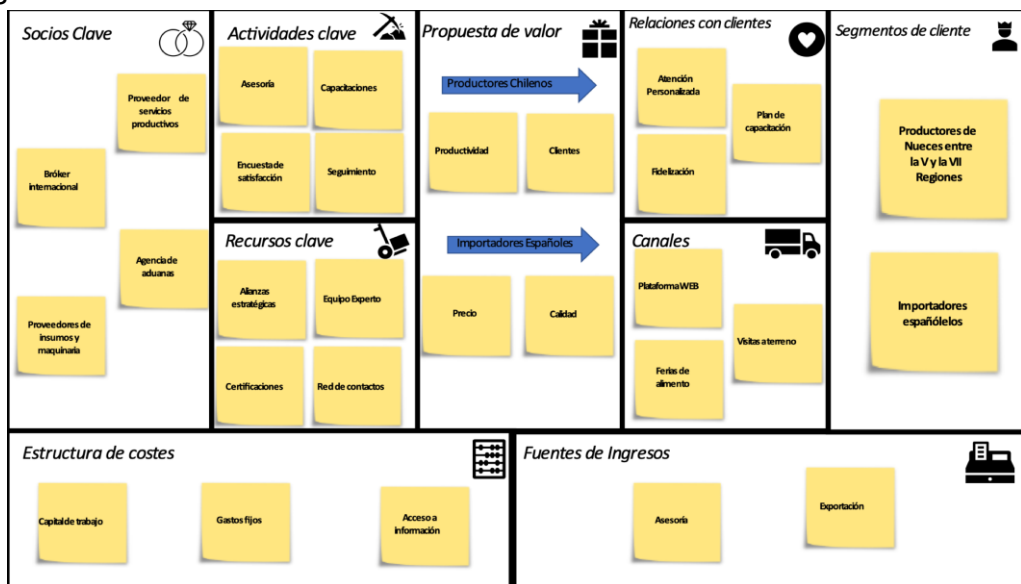 Socios Clave
Proveedor de
servicios
productivos
Bróker
internacional
Agencia de
aduanas
Proveedores de
insumos y
maquinaria
Actividades clave
Asesoría
Capacitaciones
Encuesta de
satisfacción
Seguimiento
Recursos clave
Alianzas
estratégicas
Equipo Experto
Certificaciones
Red de contactos
Propuesta de valor
Productores Chilenos
Productividad
Clientes
Importadores Españoles
Precio
Calidad
Relaciones con clientes
Atención
Personalizada
Plan de
capacitación
Fidelización
Canales
Plataforma WEB
Visitas a terreno
Ferias de
alimento
Segmentos de cliente
Productores de
Nueces entre
la V y la VII
Regiones
Importadores
españólelos
Estructura de costes
Capital de trabajo
Gastos fijos
Acceso a
información
Fuentes de Ingresos
Asesoría
Exportación